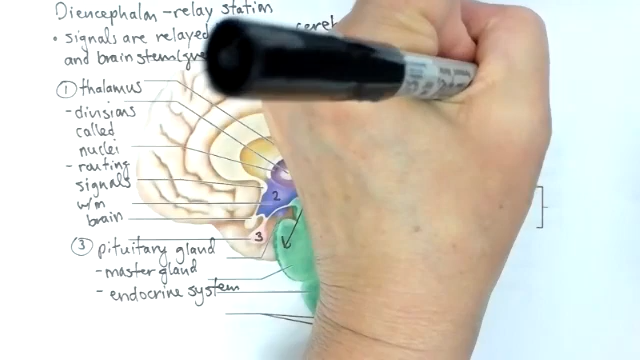 Diencephalon - relay station
• signals are relayed cereb
and brain stem
① thalamus
- divisions
called
nuclei
- routing
signals
w/in
brain
2
3
③ pituitary gland
- master gland
- endocrine system